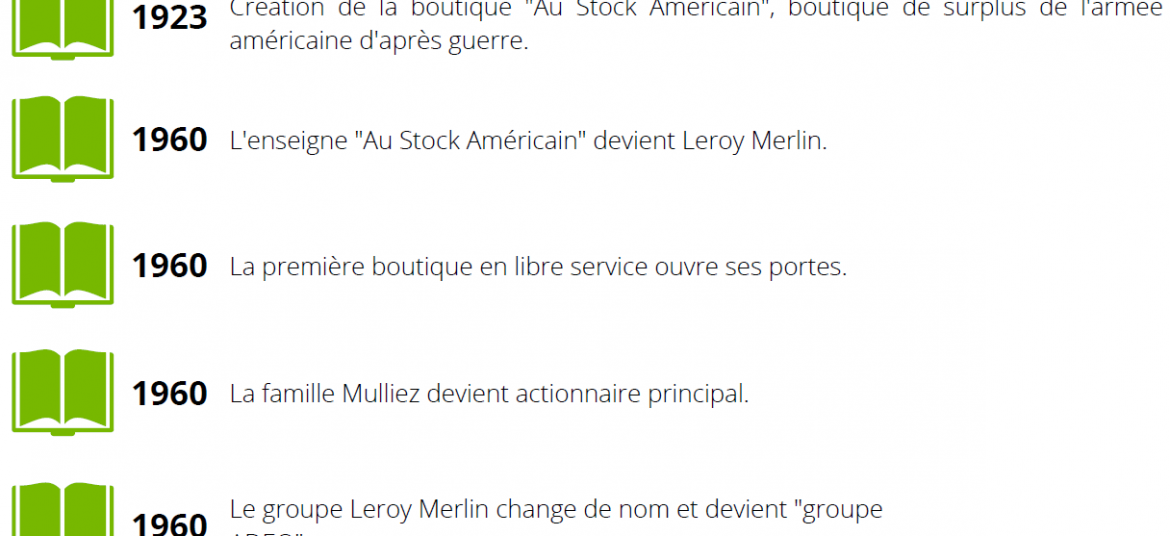 1923
Création de la boutique "Au Stock Américain", boutique de surplus de l'armée
américaine d'après guerre.
1960
L'enseigne "Au Stock Américain" devient Leroy Merlin.
1960
La première boutique en libre service ouvre ses portes.
1960
La famille Mulliez devient actionnaire principal.
1960
Le groupe Leroy Merlin change de nom et devient "groupe